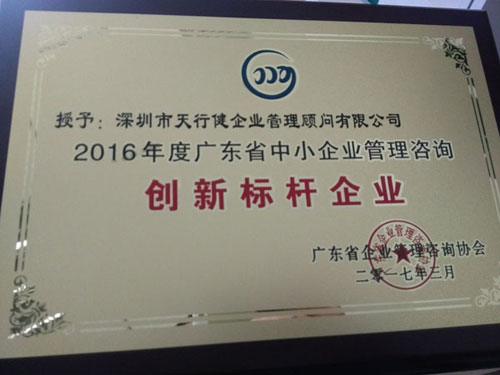 授予：深圳市天行健企业管理顾问有限公司
2016年度广东省中小企业管理咨询
创新标杆企业
广东省企业管理咨询协会
二零一七年三月